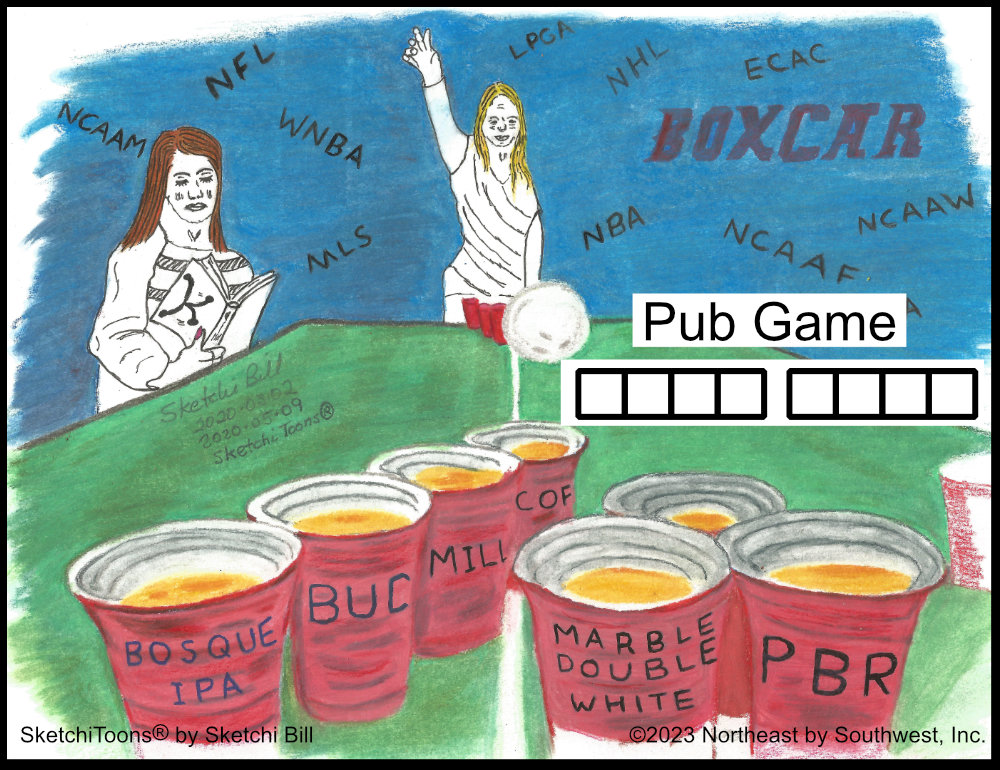 NFL
LPGA
NHL
ECAC
NCAAM
WNBA
BOXCAR
MLS
NBA
NCAAF
NCAAW
A
Pub Game
Sketchi Bill
2020-03-02
2020-05-09
SketchiToons®
COF
MILL
BUD
BOSQUE
IPA
MARBLE
DOUBLE
WHITE
PBR
SketchiToons® by Sketchi Bill
©2023 Northeast by Southwest, Inc.